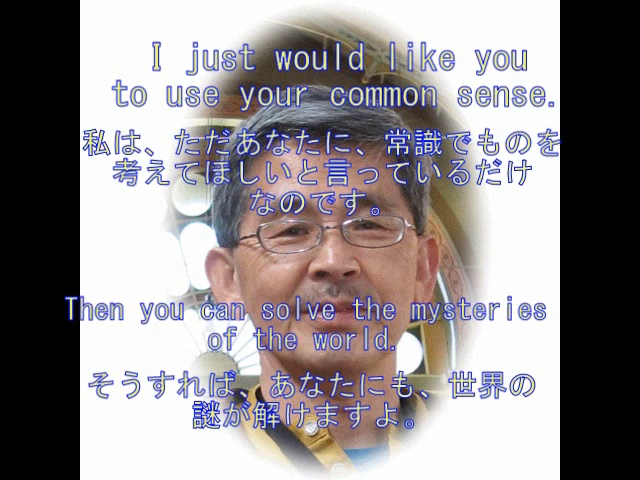 I just would like you
to use your common sense.
私は、ただあなたに、常識でものを
考えてほしいと言っているだけ
なのです。
Then you can solve the mysteries
of the world.
そうすれば、あなたにも、世界の
謎が解けますよ。